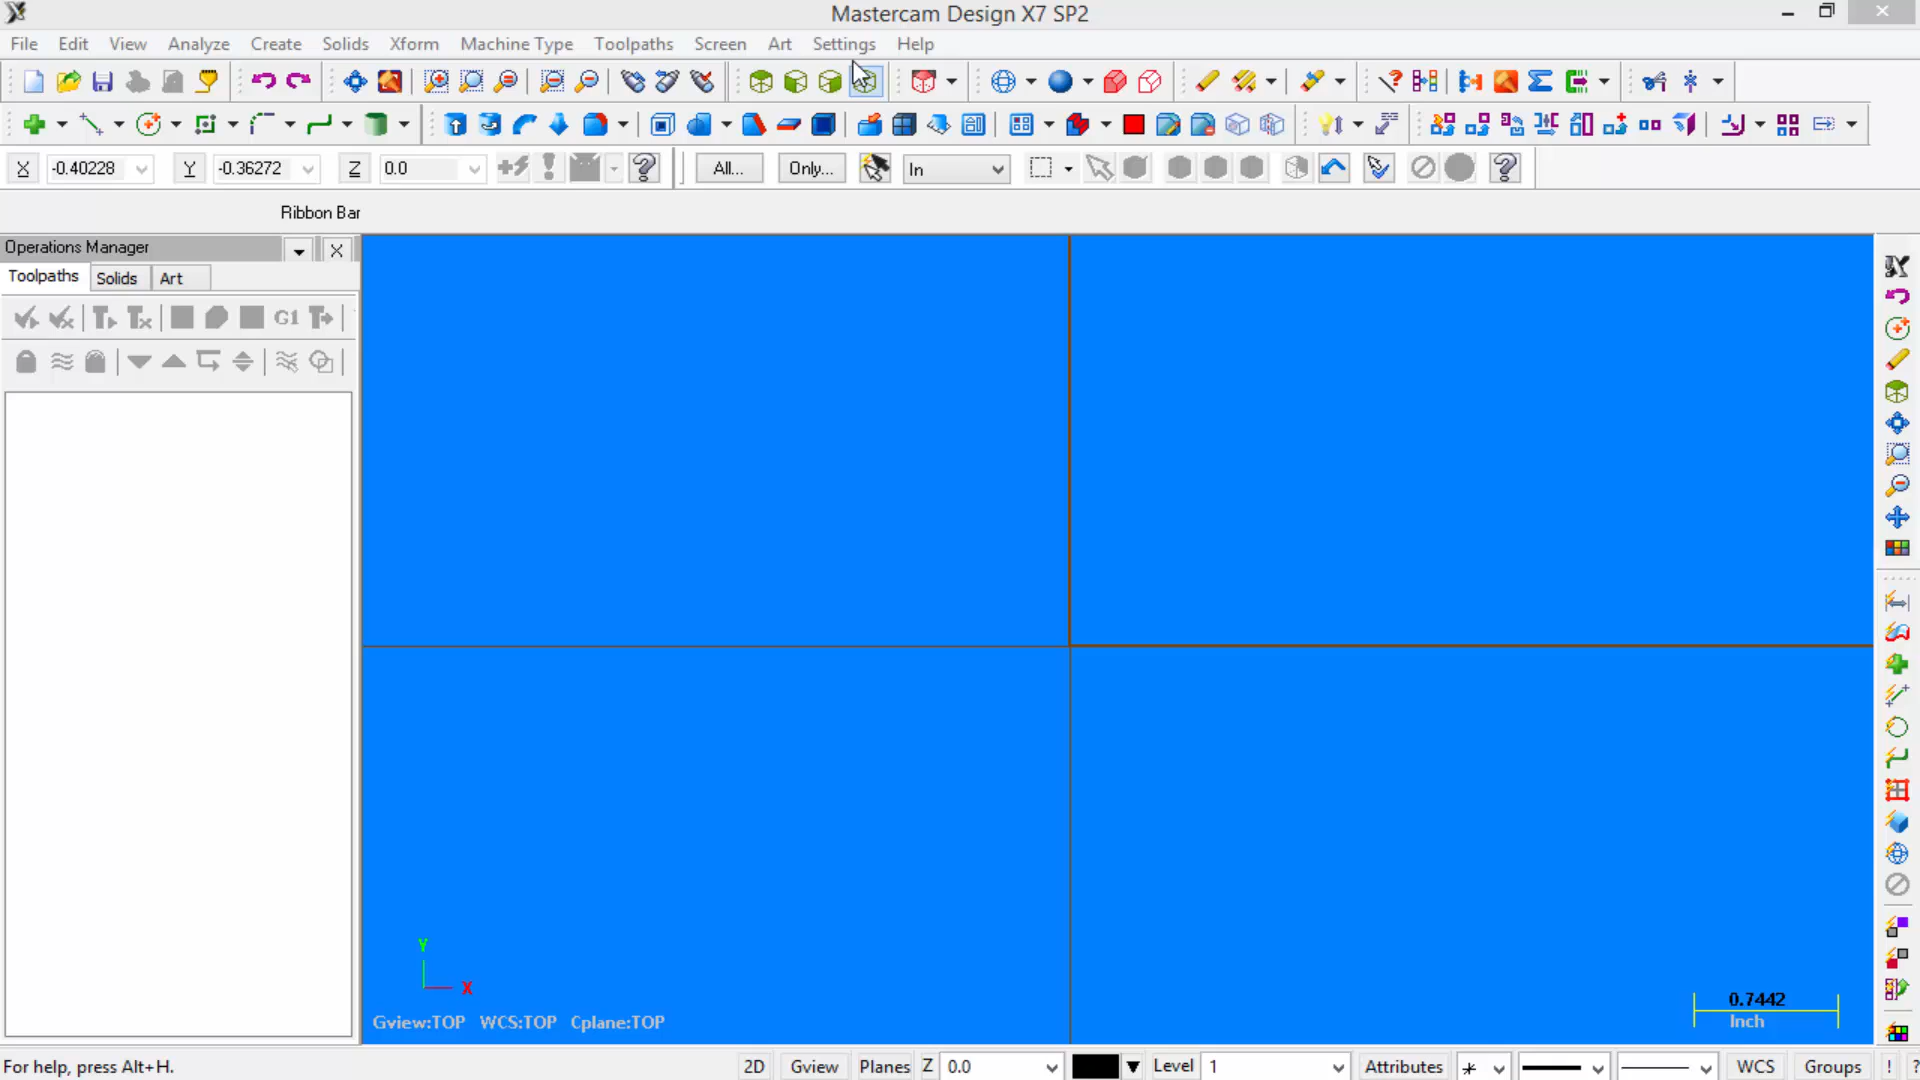 Mastercam Design X7 SP2
File Edit View Analyze Create Solids Xform Machine Type Toolpaths Screen Art Settings Help
X -0.40228 Y -0.36272 Z 0.0 All... Only... In
Ribbon Bar
Operations Manager
Toolpaths Solids Art
G1
Y
X
Gview:TOP WCS:TOP Cplane:TOP
0.7442
Inch
For help, press Alt+H.
2D Gview Planes Z 0.0 Level 1 Attributes WCS Groups ! ?